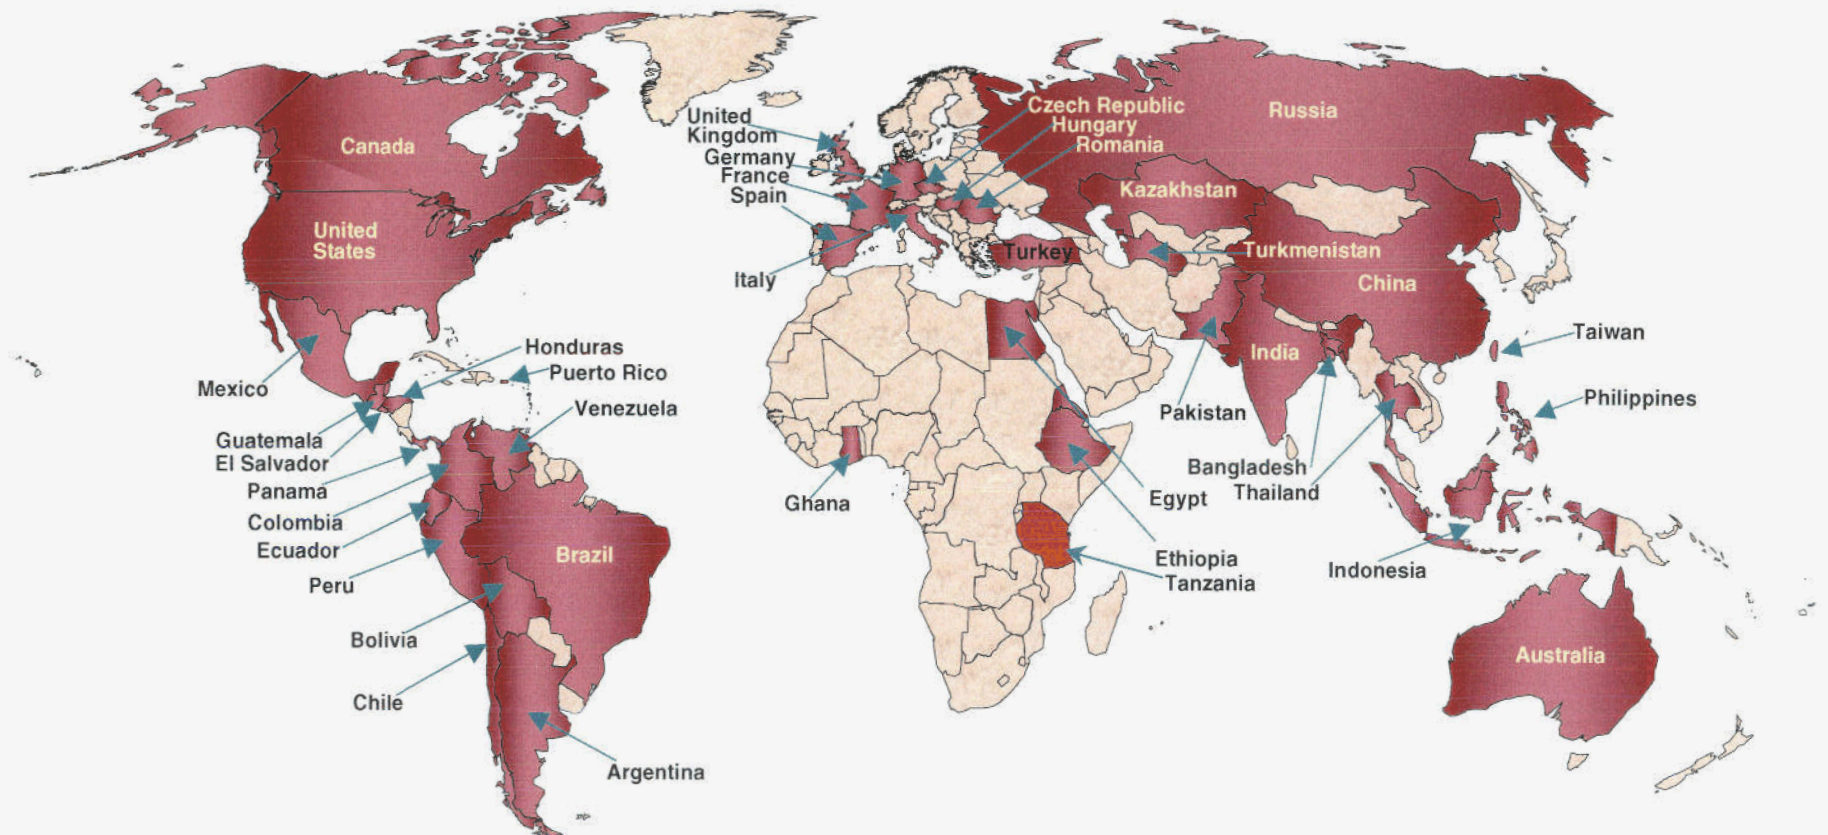 Canada
United
States
Mexico
Honduras
Puerto Rico
Venezuela
Guatemala
El Salvador
Panama
Colombia
Ecuador
Peru
Brazil
Bolivia
Chile
Argentina
United
Kingdom
Germany
France
Spain
Italy
Czech Republic
Hungary
Romania
Russia
Kazakhstan
Turkey
Turkmenistan
China
India
Taiwan
Philippines
Pakistan
Bangladesh
Thailand
Ghana
Egypt
Ethiopia
Tanzania
Indonesia
Australia